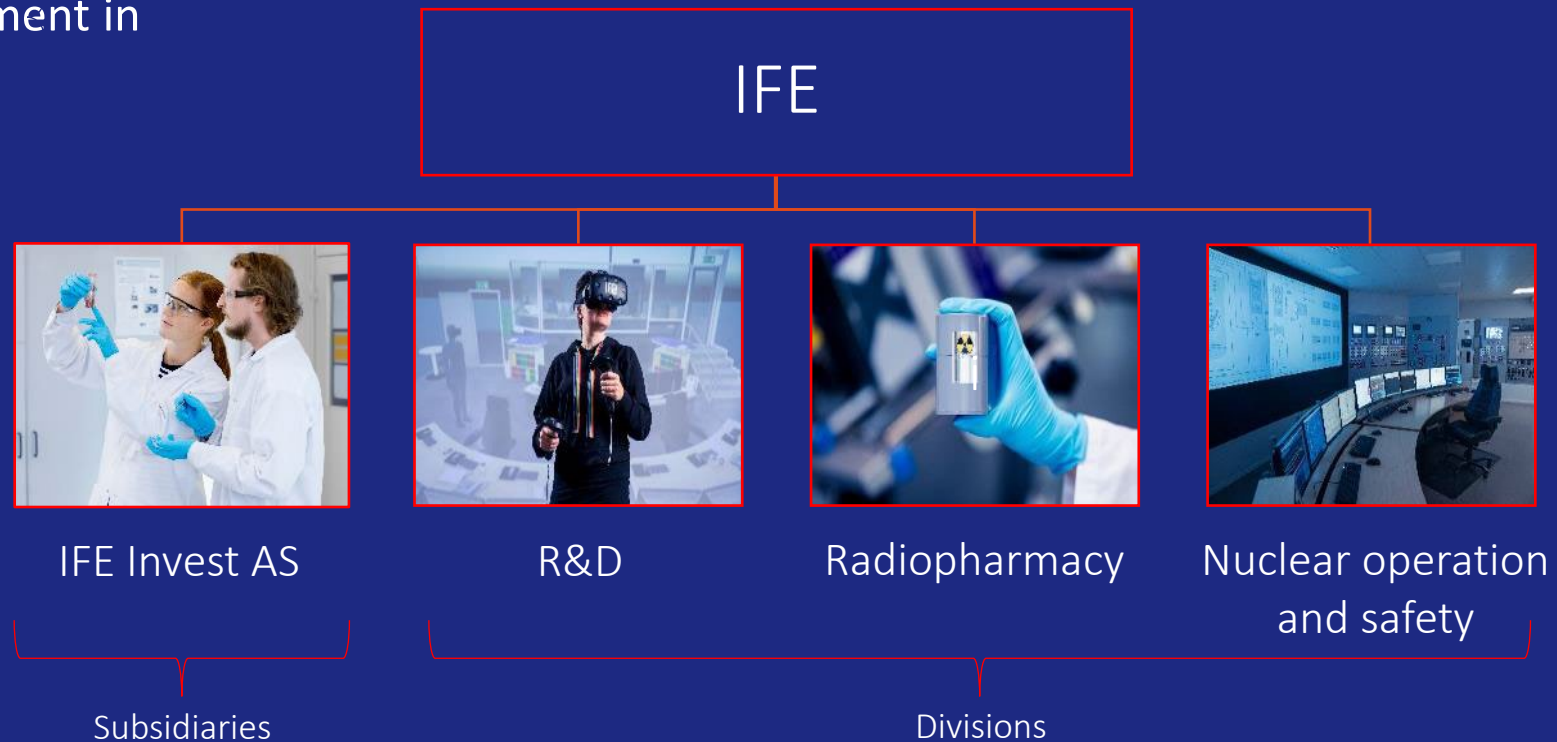 ment in
IFE
IFE Invest AS
R&D
Radiopharmacy
Nuclear operation
and safety
Subsidiaries
Divisions